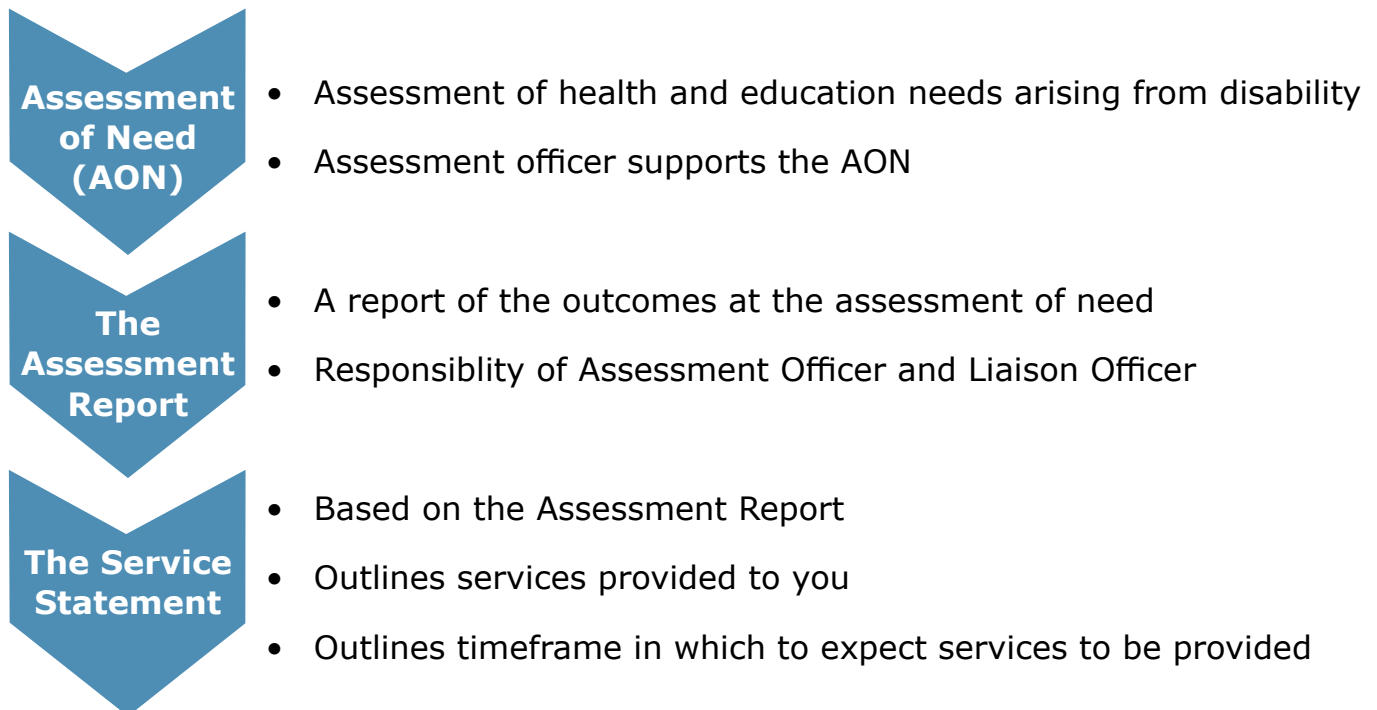 Assessment
of Need
(AON)
• Assessment of health and education needs arising from disability
• Assessment officer supports the AON
The
Assessment
Report
• A report of the outcomes at the assessment of need
• Responsiblity of Assessment Officer and Liaison Officer
The Service
Statement
• Based on the Assessment Report
• Outlines services provided to you
• Outlines timeframe in which to expect services to be provided